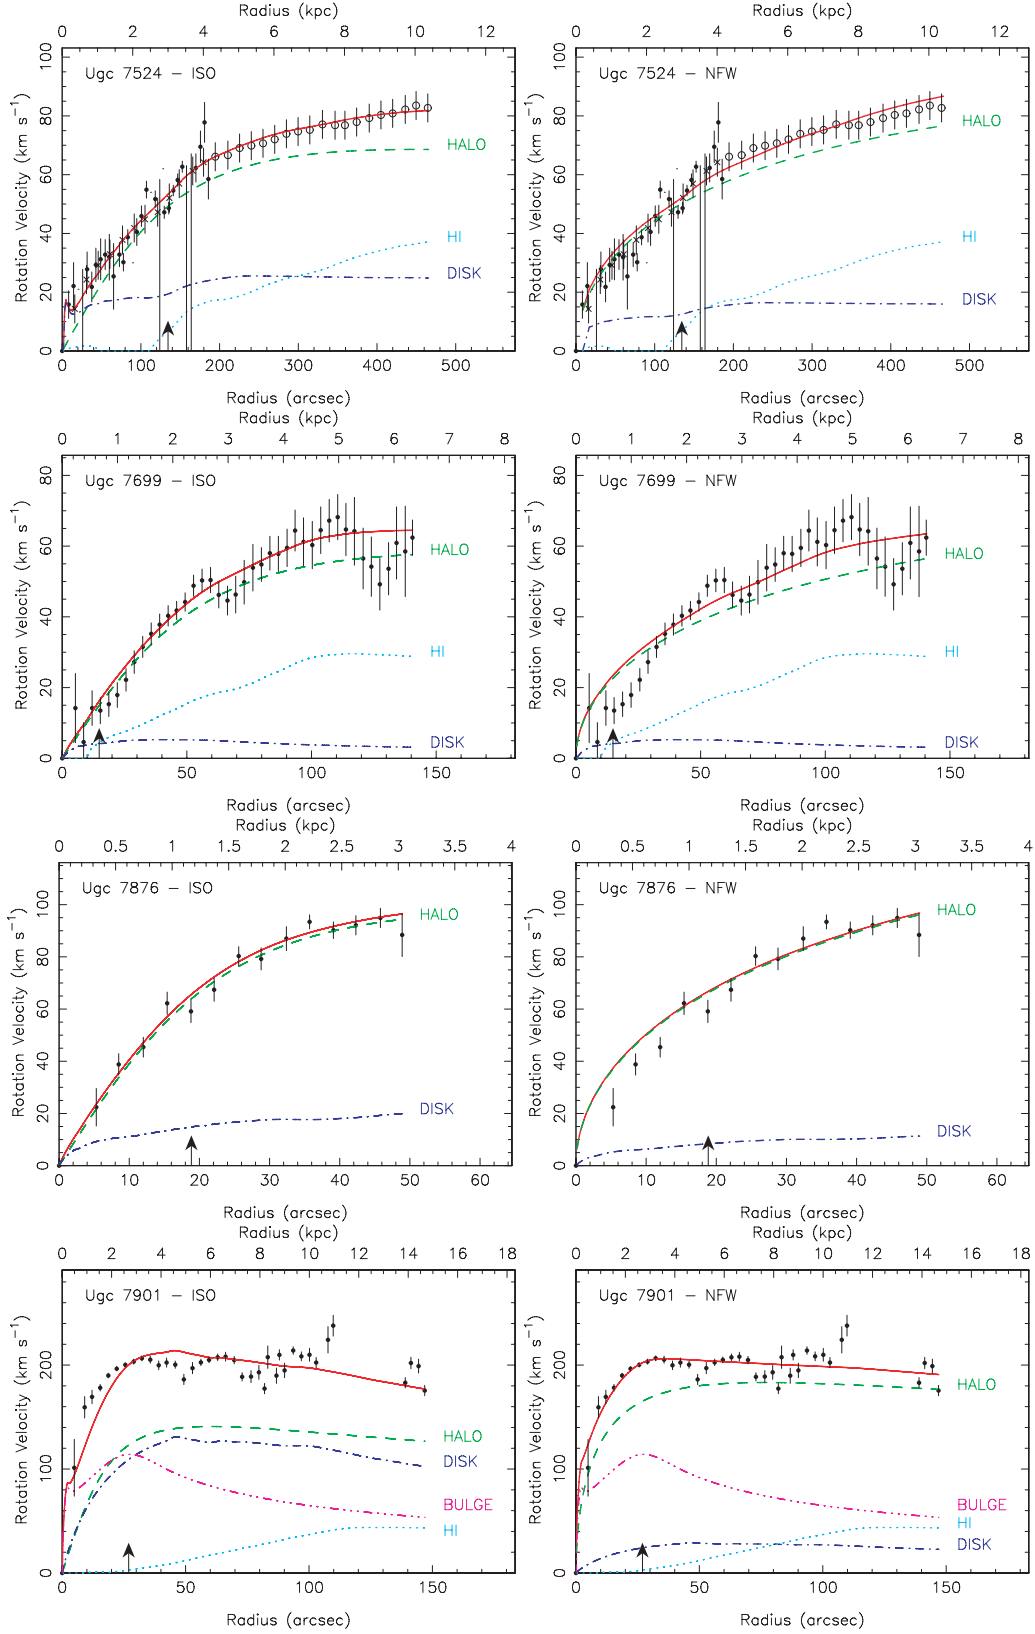 Radius (kpc) Radius (kpc)
0 2 4 6 8 10 12 0 2 4 6 8 10 12
Ugc 7524 – ISO Ugc 7524 – NFW
Rotation Velocity (km s⁻¹) Rotation Velocity (km s⁻¹)
0 20 40 60 80 100 0 20 40 60 80 100
HALO HALO
HI HI
DISK DISK
0 100 200 300 400 500 0 100 200 300 400 500
Radius (arcsec) Radius (arcsec)
Radius (kpc) Radius (kpc)
0 1 2 3 4 5 6 7 8 0 1 2 3 4 5 6 7 8
Ugc 7699 – ISO Ugc 7699 – NFW
Rotation Velocity (km s⁻¹) Rotation Velocity (km s⁻¹)
0 20 40 60 80 0 20 40 60 80
HALO HALO
HI HI
DISK DISK
0 50 100 150 0 50 100 150
Radius (arcsec) Radius (arcsec)
Radius (kpc) Radius (kpc)
0 0.5 1 1.5 2 2.5 3 3.5 4 0 0.5 1 1.5 2 2.5 3 3.5 4
Ugc 7876 – ISO Ugc 7876 – NFW
Rotation Velocity (km s⁻¹) Rotation Velocity (km s⁻¹)
0 20 40 60 80 100 0 20 40 60 80 100
HALO HALO
DISK DISK
0 10 20 30 40 50 60 0 10 20 30 40 50 60
Radius (arcsec) Radius (arcsec)
Radius (kpc) Radius (kpc)
0 2 4 6 8 10 12 14 16 18 0 2 4 6 8 10 12 14 16 18
Ugc 7901 – ISO Ugc 7901 – NFW
Rotation Velocity (km s⁻¹) Rotation Velocity (km s⁻¹)
0 100 200 0 100 200
HALO HALO
DISK BULGE
BULGE HI
HI DISK
0 50 100 150 0 50 100 150
Radius (arcsec) Radius (arcsec)